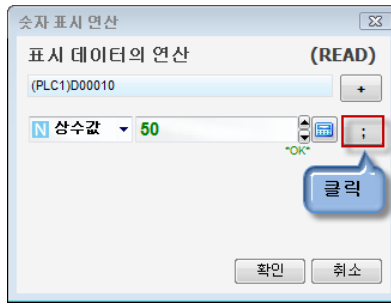 숫자 표시 연산
표시 데이터의 연산 (READ)
(PLC1)D00010
+
N 상수값 50 ;
*OK*
클릭
확인 취소